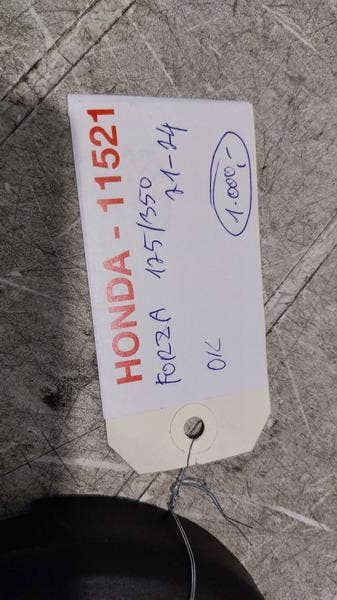 HONDA - 11521
FORZA 125/350
21-24
OK
1.000,-